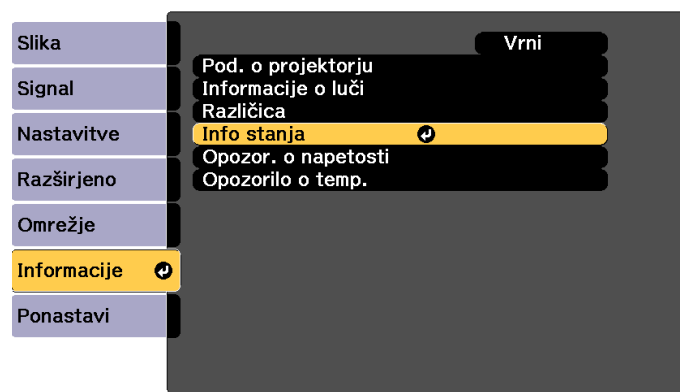 Slika
Signal
Nastavitve
Razširjeno
Omrežje
Informacije
Ponastavi
Vrni
Pod. o projektorju
Informacije o luči
Različica
Info stanja
Opozor. o napetosti
Opozorilo o temp.